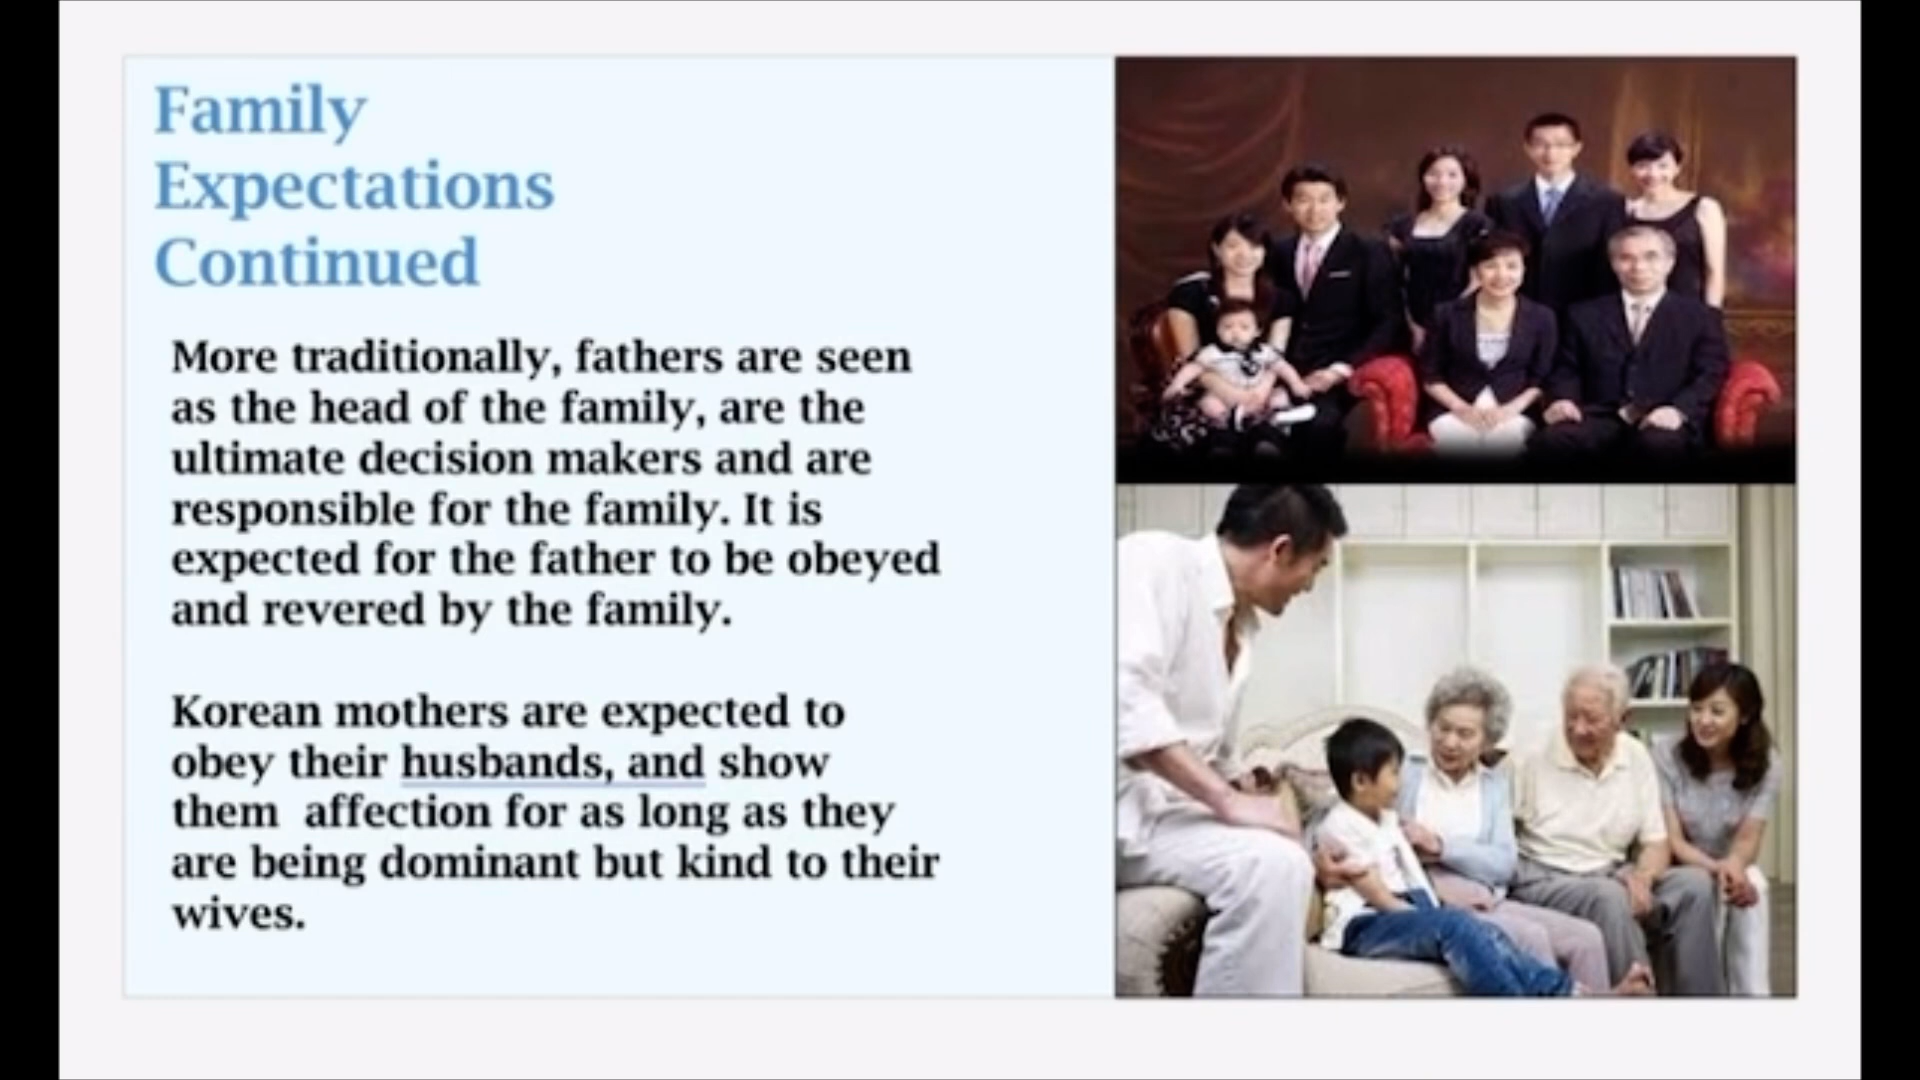 Family
Expectations
Continued
More traditionally, fathers are seen
as the head of the family, are the
ultimate decision makers and are
responsible for the family. It is
expected for the father to be obeyed
and revered by the family.
Korean mothers are expected to
obey their husbands, and show
them  affection for as long as they
are being dominant but kind to their
wives.